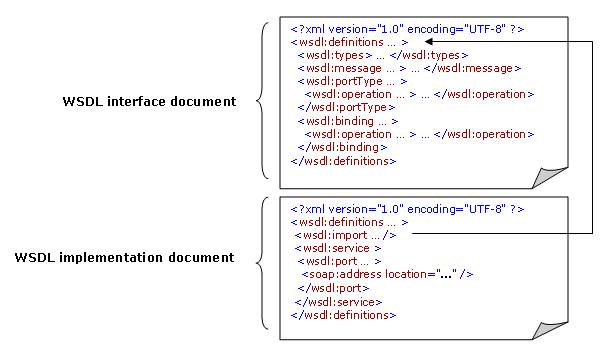 <?xml version="1.0" encoding="UTF-8" ?>
<wsdl:definitions ... >
<wsdl:types> ... </wsdl:types>
<wsdl:message ... > ... </wsdl:message>
<wsdl:portType ... >
<wsdl:operation ... > ... </wsdl:operation>
</wsdl:portType>
<wsdl:binding ... >
<wsdl:operation ... > ... </wsdl:operation>
</wsdl:binding>
</wsdl:definitions>
WSDL interface document
<?xml version="1.0" encoding="UTF-8" ?>
<wsdl:definitions ... >
<wsdl:import ... />
<wsdl:service >
<wsdl:port ... >
<soap:address location="..." />
</wsdl:port>
</wsdl:service>
</wsdl:definitions>
WSDL implementation document